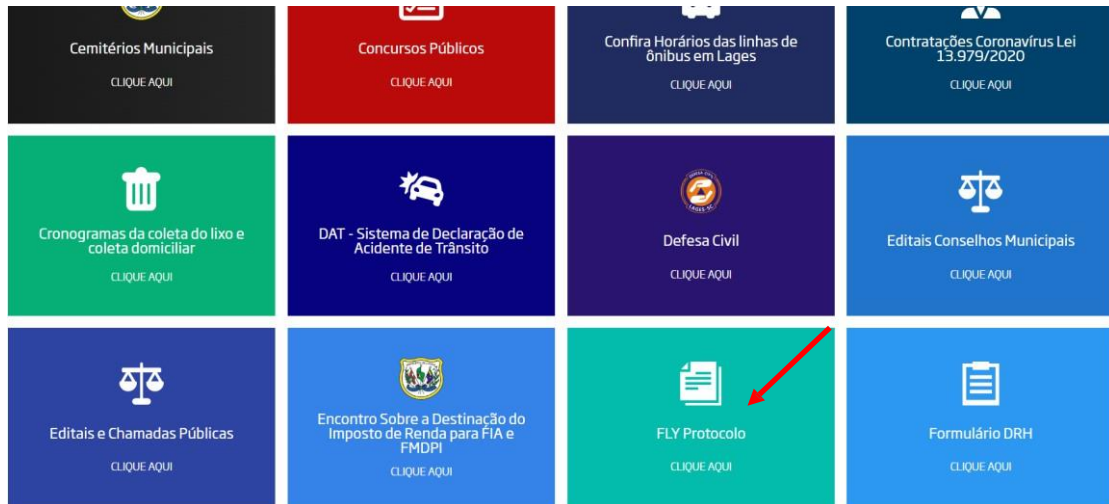 Cemitérios Municipais
CLIQUE AQUI
Concursos Públicos
CLIQUE AQUI
Confira Horários das linhas de
ônibus em Lages
CLIQUE AQUI
Contratações Coronavírus Lei
13.979/2020
CLIQUE AQUI
Cronogramas da coleta do lixo e
coleta domiciliar
CLIQUE AQUI
DAT - Sistema de Declaração de
Acidente de Trânsito
CLIQUE AQUI
DEFESA CIVIL
LAGES-SC
Defesa Civil
CLIQUE AQUI
Editais Conselhos Municipais
CLIQUE AQUI
Editais e Chamadas Públicas
CLIQUE AQUI
Encontro Sobre a Destinação do
Imposto de Renda para FIA e
FMDPI
CLIQUE AQUI
FLY Protocolo
CLIQUE AQUI
Formulário DRH
CLIQUE AQUI